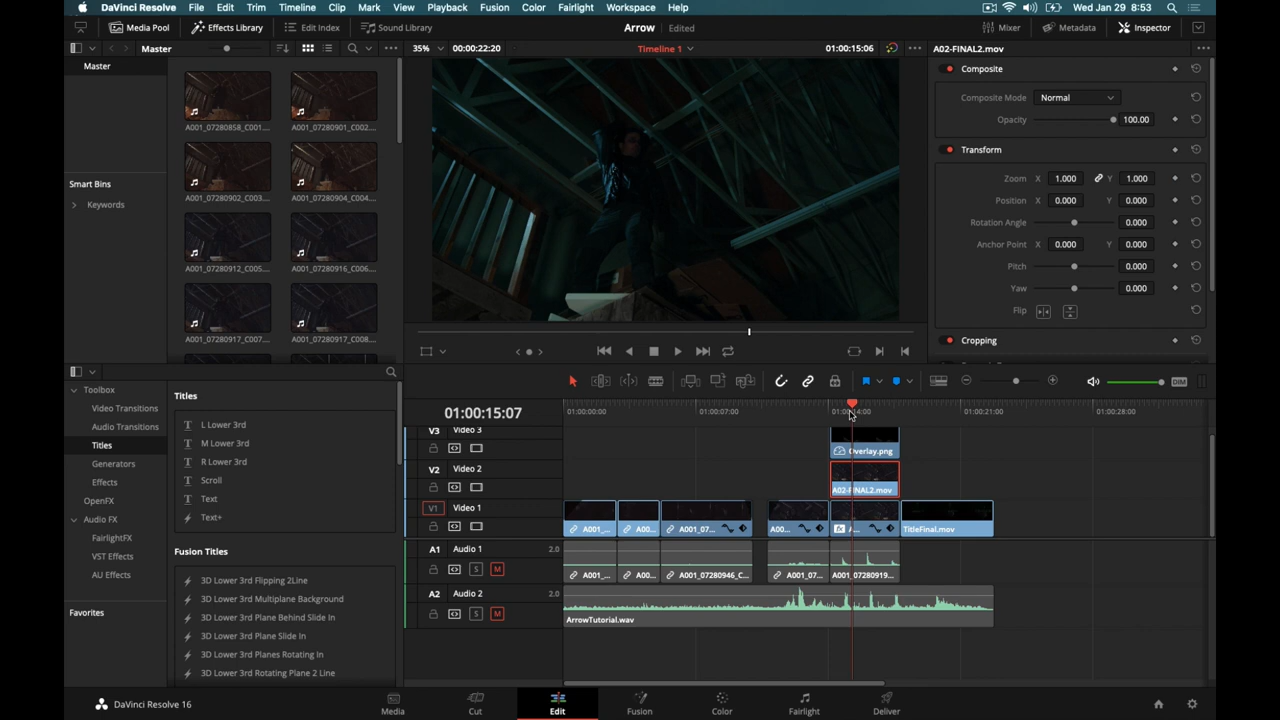 DaVinci Resolve File Edit Trim Timeline Clip Mark View Playback Fusion Color Fairlight Workspace Help Wed Jan 29 8:53
Media Pool Effects Library Edit Index Sound Library Arrow Edited Mixer Metadata Inspector
Master 35% 00:00:22:20 Timeline 1 01:00:15:06 A02-FINAL2.mov
Master
A001_07280858_C001... A001_07280901_C002...
A001_07280902_C003... A001_07280904_C004...
Smart Bins
Keywords
A001_07280912_C005... A001_07280916_C006...
A001_07280917_C007... A001_07280917_C008...
Composite
Composite Mode Normal
Opacity 100.00
Transform
Zoom X 1.000 Y 1.000
Position X 0.000 Y 0.000
Rotation Angle 0.000
Anchor Point X 0.000 Y 0.000
Pitch 0.000
Yaw 0.000
Flip
Cropping
Toolbox
Video Transitions
Audio Transitions
Titles
Generators
Effects
OpenFX
Audio FX
FairlightFX
VST Effects
AU Effects
Favorites
Titles
L Lower 3rd
M Lower 3rd
R Lower 3rd
Scroll
Text
Text+
Fusion Titles
3D Lower 3rd Flipping 2Line
3D Lower 3rd Multiplane Background
3D Lower 3rd Plane Behind Slide In
3D Lower 3rd Plane Slide In
3D Lower 3rd Planes Rotating In
3D Lower 3rd Rotating Plane 2 Line
DIM
01:00:15:07 01:00:00:00 01:00:07:00 01:00:14:00 01:00:21:00 01:00:28:00
V3 Video 3
Overlay.png
V2 Video 2
A02-FINAL2.mov
V1 Video 1
A001_... A00... A001_07... A00... A... TitleFinal.mov
A1 Audio 1 2.0
S M A001_... A00... A001_07280946_C... A001_07... A001_07280919...
A2 Audio 2 2.0
S M ArrowTutorial.wav
DaVinci Resolve 16 Media Cut Edit Fusion Color Fairlight Deliver